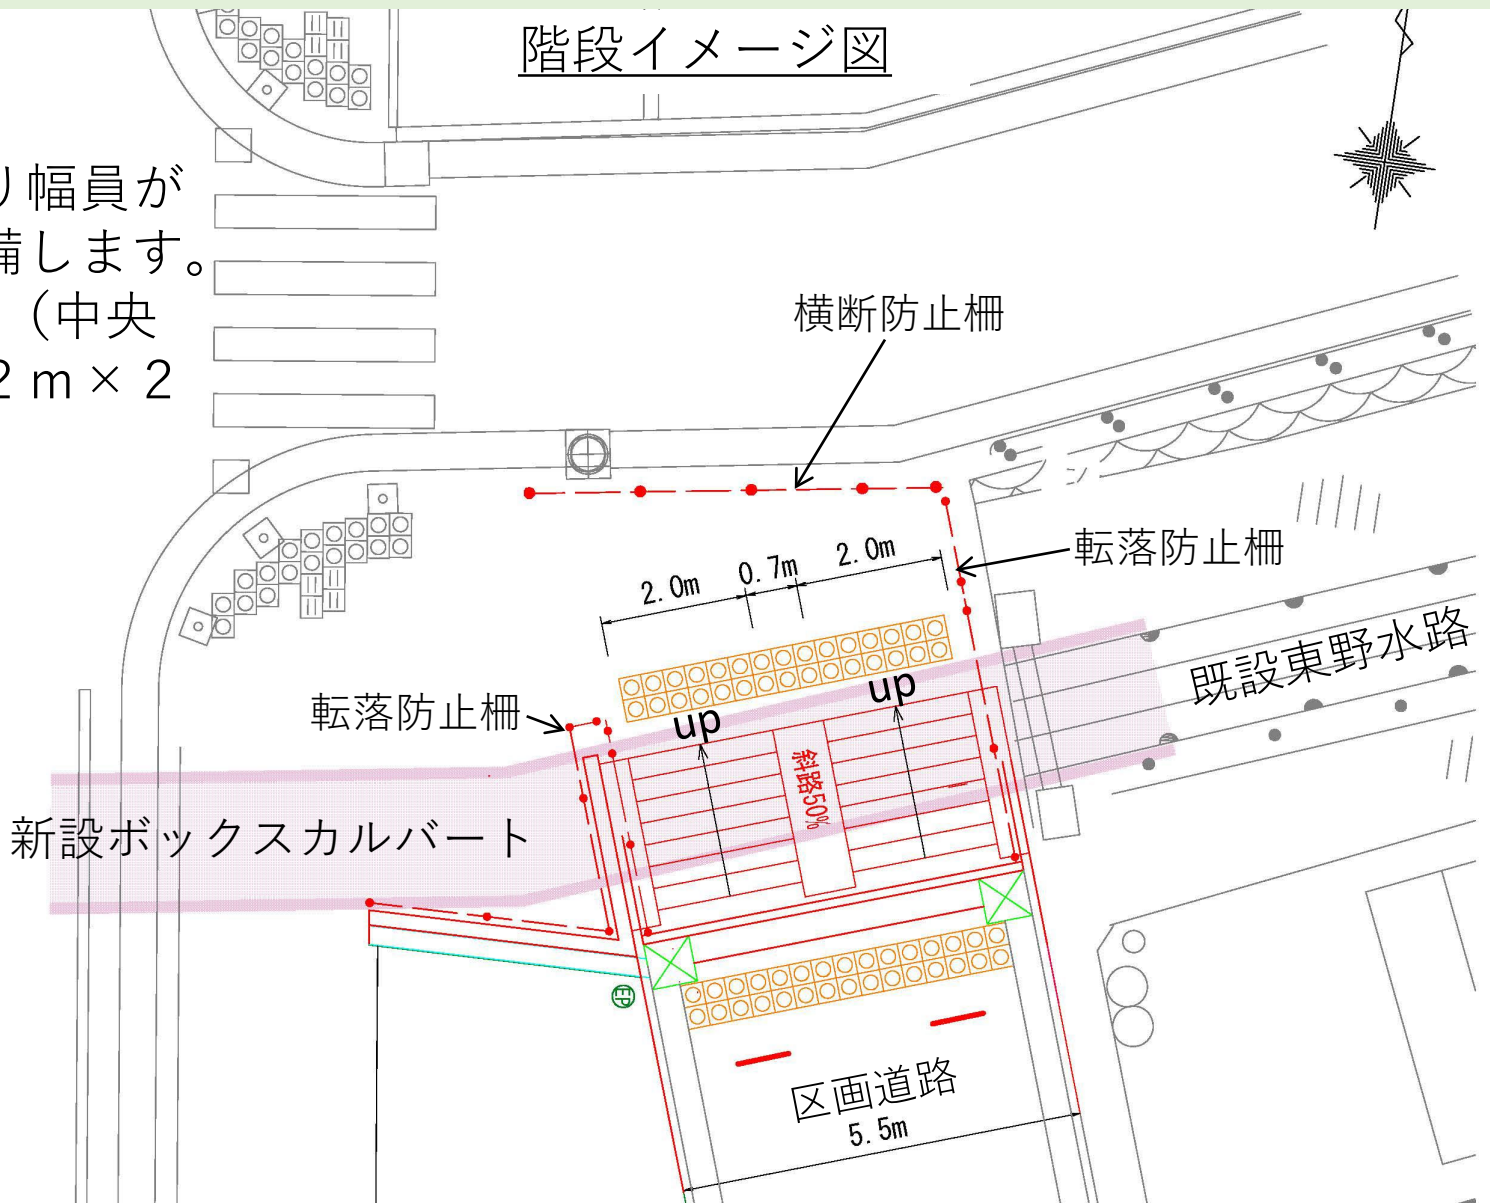 階段イメージ図
り幅員が
備します。
（中央
２ｍ×２
横断防止柵
転落防止柵
2.0m
0.7m
2.0m
既設東野水路
転落防止柵
up
up
斜路50%
新設ボックスカルバート
EP
区画道路
5.5m